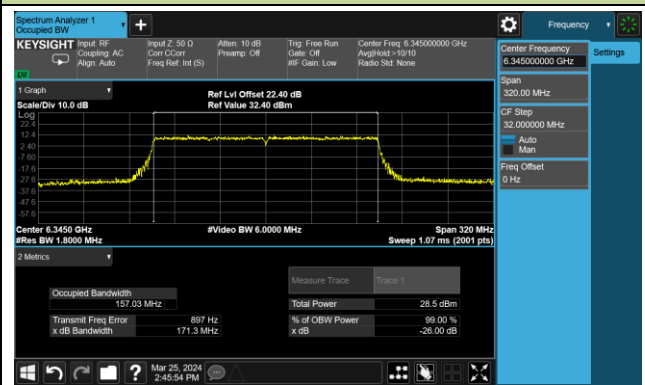 Spectrum Analyzer 1
Occupied BW
Frequency
KEYSIGHT
Input: RF
Coupling: AC
Align: Auto
Input Z: 50 Ω
Corr CCorr
Freq Ref: Int (S)
Atten: 10 dB
Preamp: Off
Trig: Free Run
Gate: Off
#IF Gain: Low
Center Freq: 6.345000000 GHz
Avg|Hold:>10/10
Radio Std: None
Center Frequency
6.345000000 GHz
Settings
Span
320.00 MHz
CF Step
32.000000 MHz
Auto
Man
Freq Offset
0 Hz
1 Graph
Scale/Div 10.0 dB
Ref Lvl Offset 22.40 dB
Ref Value 32.40 dBm
Log
22.4
12.4
2.40
-7.60
-17.6
-27.6
-37.6
-47.6
-57.6
Center 6.3450 GHz
#Video BW 6.0000 MHz
Span 320 MHz
#Res BW 1.8000 MHz
Sweep 1.07 ms (2001 pts)
2 Metrics
Measure Trace
Trace 1
Occupied Bandwidth
157.03 MHz
Total Power
28.5 dBm
Transmit Freq Error
897 Hz
% of OBW Power
99.00 %
x dB Bandwidth
171.3 MHz
x dB
-26.00 dB
Mar 25, 2024
2:45:54 PM